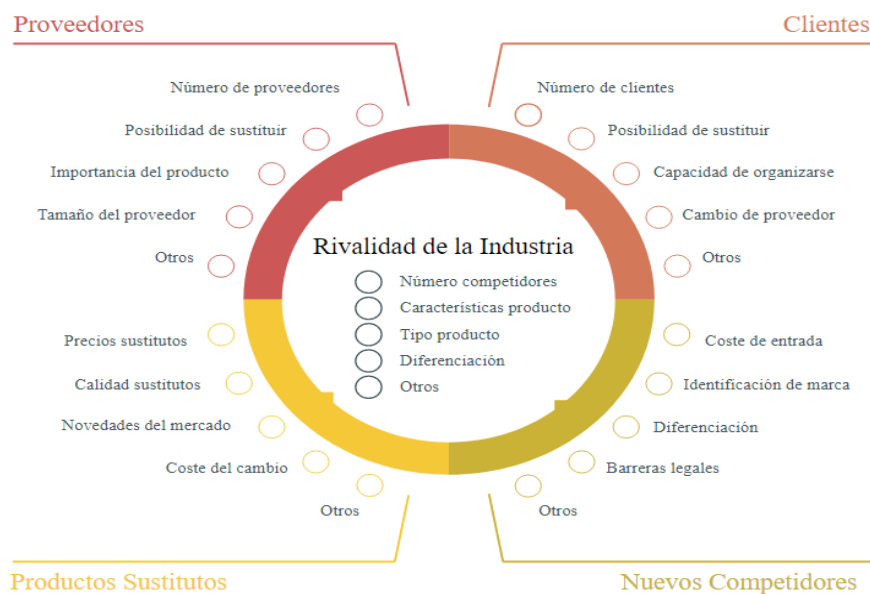 Proveedores
Clientes
Número de proveedores
Posibilidad de sustituir
Importancia del producto
Tamaño del proveedor
Otros
Número de clientes
Posibilidad de sustituir
Capacidad de organizarse
Cambio de proveedor
Otros
Rivalidad de la Industria
Número competidores
Características producto
Tipo producto
Diferenciación
Otros
Precios sustitutos
Calidad sustitutos
Novedades del mercado
Coste del cambio
Otros
Coste de entrada
Identificación de marca
Diferenciación
Barreras legales
Otros
Productos Sustitutos
Nuevos Competidores